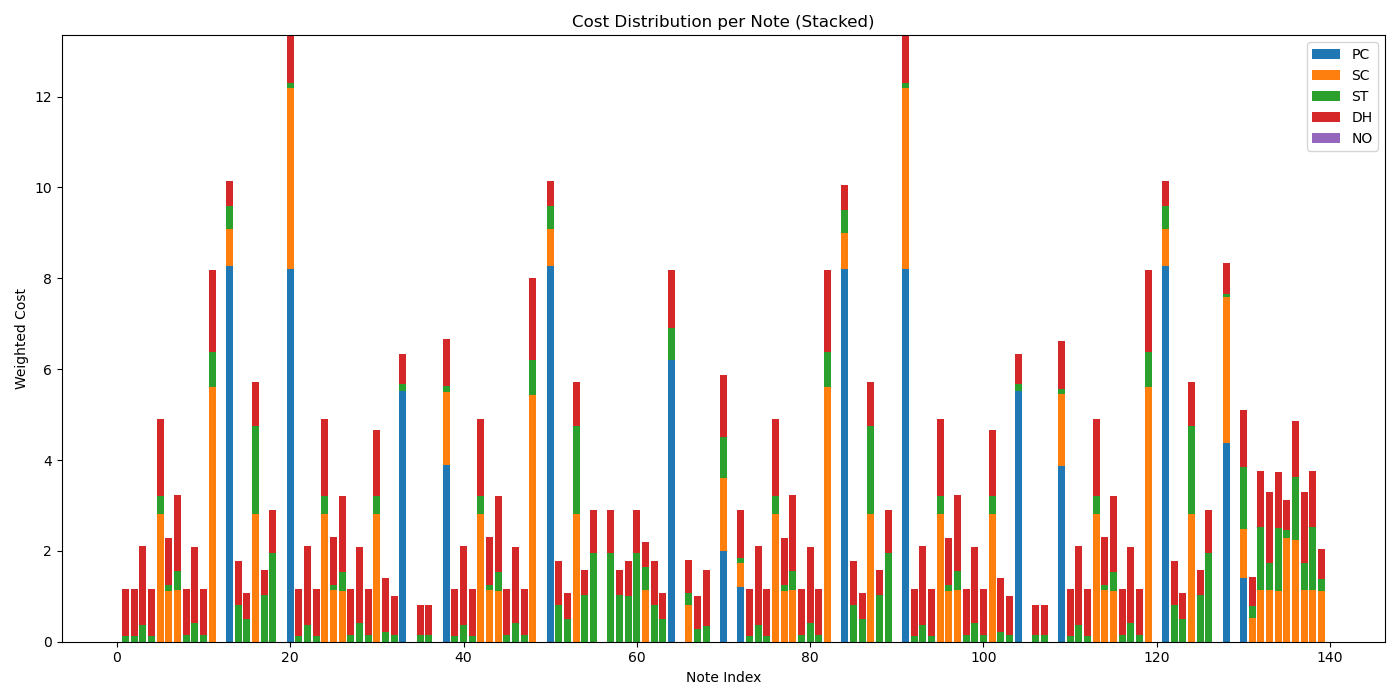 Cost Distribution per Note (Stacked)
PC
SC
ST
DH
NO
Weighted Cost
12
10
8
6
4
2
0
0 20 40 60 80 100 120 140
Note Index